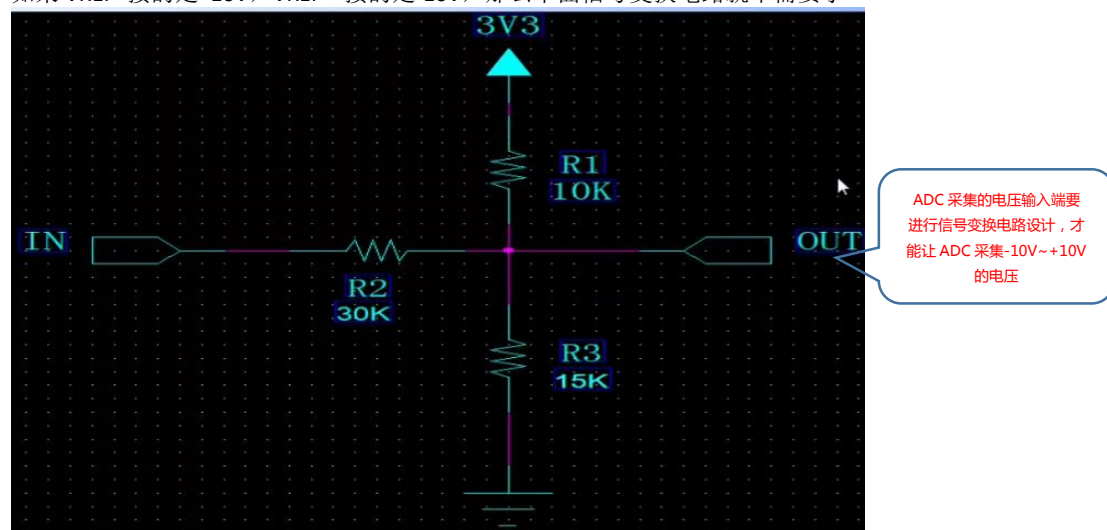 3V3
R1
10K
IN
OUT
R2
30K
R3
15K
ADC 采集的电压输入端要
进行信号变换电路设计，才
能让 ADC 采集-10V~+10V
的电压